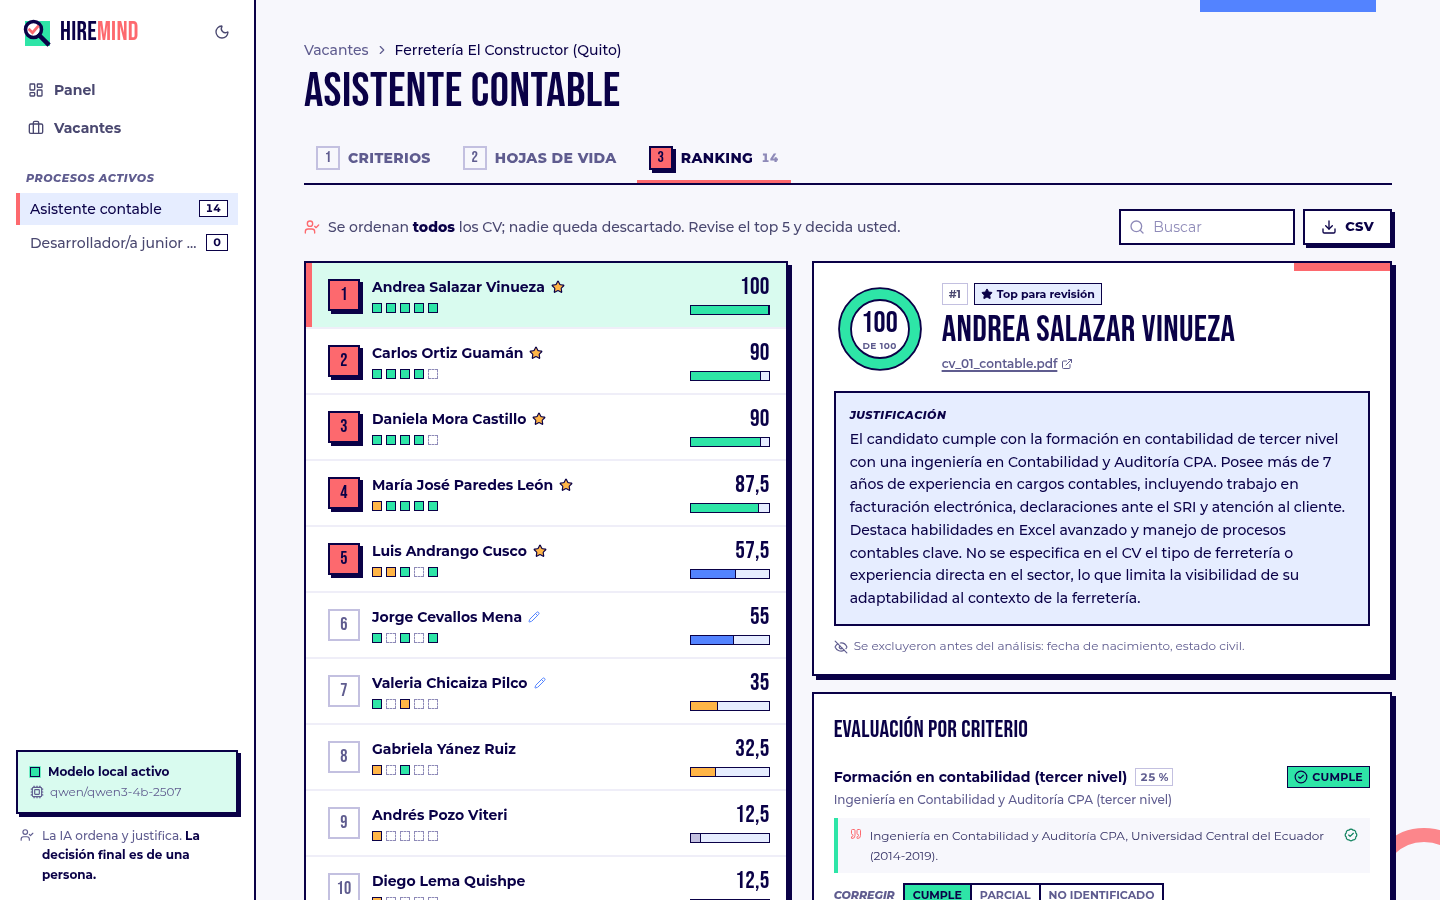 HIREMIND
Panel
Vacantes
PROCESOS ACTIVOS
Asistente contable 14
Desarrollador/a junior ... 0
Modelo local activo
qwen/qwen3-4b-2507
La IA ordena y justifica. La
decisión final es de una
persona.
Vacantes > Ferretería El Constructor (Quito)
ASISTENTE CONTABLE
1 CRITERIOS 2 HOJAS DE VIDA 3 RANKING 14
Se ordenan todos los CV; nadie queda descartado. Revise el top 5 y decida usted.
Buscar
CSV
1 Andrea Salazar Vinueza 100
2 Carlos Ortiz Guamán 90
3 Daniela Mora Castillo 90
4 María José Paredes León 87,5
5 Luis Andrango Cusco 57,5
6 Jorge Cevallos Mena 55
7 Valeria Chicaiza Pilco 35
8 Gabriela Yánez Ruiz 32,5
9 Andrés Pozo Viteri 12,5
10 Diego Lema Quishpe 12,5
100
DE 100
#1 Top para revisión
ANDREA SALAZAR VINUEZA
cv_01_contable.pdf
JUSTIFICACIÓN
El candidato cumple con la formación en contabilidad de tercer nivel
con una ingeniería en Contabilidad y Auditoría CPA. Posee más de 7
años de experiencia en cargos contables, incluyendo trabajo en
facturación electrónica, declaraciones ante el SRI y atención al cliente.
Destaca habilidades en Excel avanzado y manejo de procesos
contables clave. No se especifica en el CV el tipo de ferretería o
experiencia directa en el sector, lo que limita la visibilidad de su
adaptabilidad al contexto de la ferretería.
Se excluyeron antes del análisis: fecha de nacimiento, estado civil.
EVALUACIÓN POR CRITERIO
Formación en contabilidad (tercer nivel) 25 % CUMPLE
Ingeniería en Contabilidad y Auditoría CPA (tercer nivel)
Ingeniería en Contabilidad y Auditoría CPA, Universidad Central del Ecuador
(2014-2019).
CORREGIR CUMPLE PARCIAL NO IDENTIFICADO